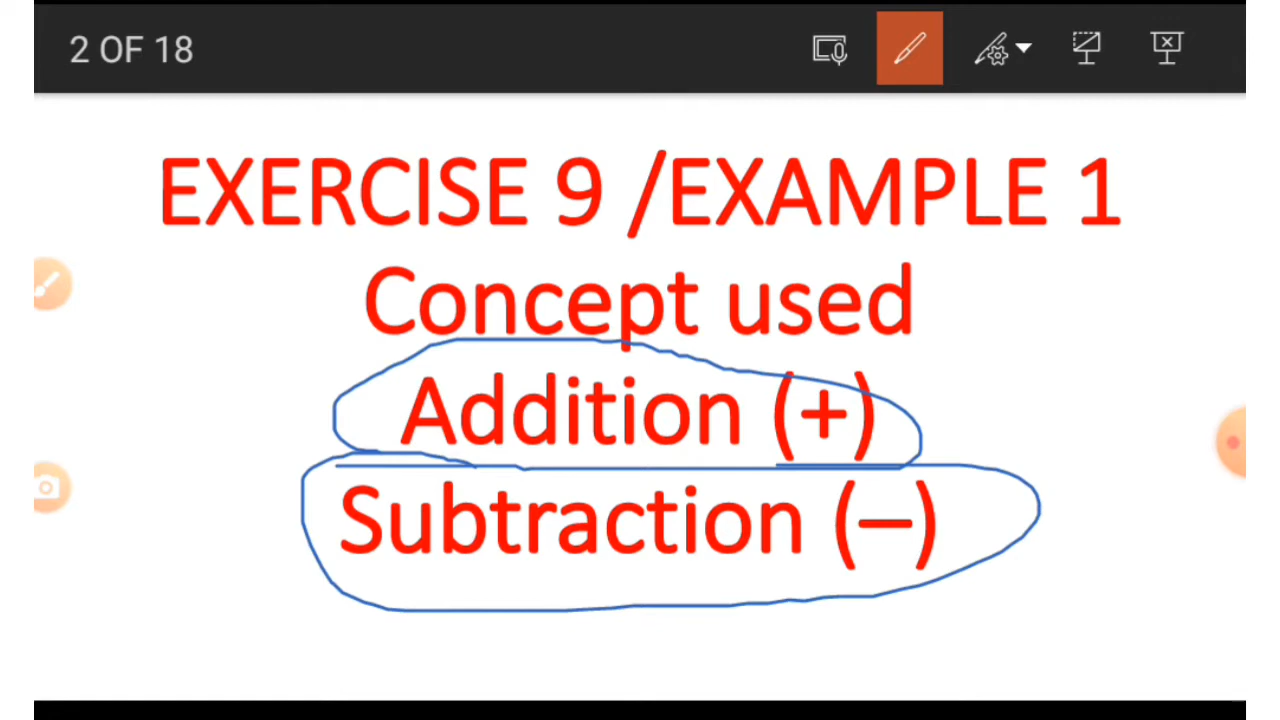 2 OF 18
EXERCISE 9 /EXAMPLE 1
Concept used
Addition (+)
Subtraction (–)